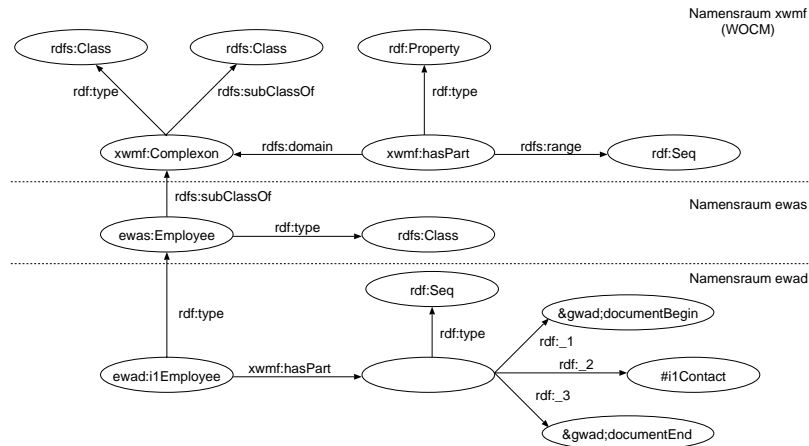 Namensraum xwmf
(WOCM)
rdfs:Class
rdfs:Class
rdf:Property
rdf:type
rdfs:subClassOf
rdf:type
xwmf:Complexon
rdfs:domain
xwmf:hasPart
rdfs:range
rdf:Seq
rdfs:subClassOf
Namensraum ewas
ewas:Employee
rdf:type
rdfs:Class
Namensraum ewad
rdf:Seq
&gwad;documentBegin
rdf:type
rdf:type
rdf:_1
ewad:i1Employee
xwmf:hasPart
rdf:_2
#i1Contact
rdf:_3
&gwad;documentEnd